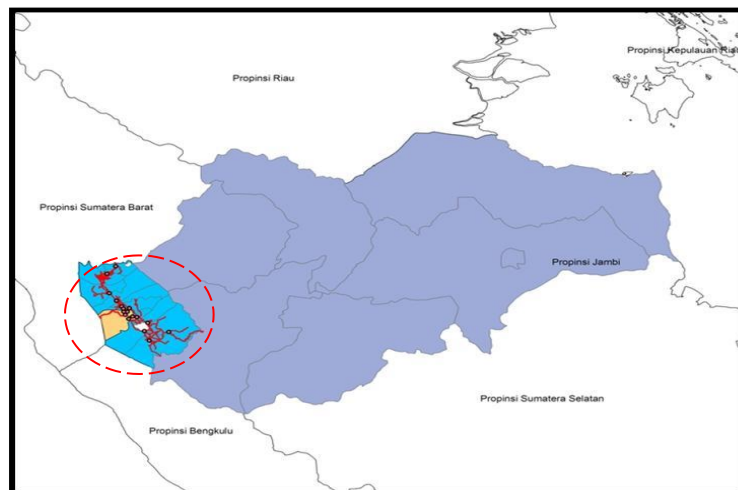 Propinsi Kepulauan Riau
Propinsi Riau
Propinsi Sumatera Barat
Propinsi Jambi
Propinsi Sumatera Selatan
Propinsi Bengkulu